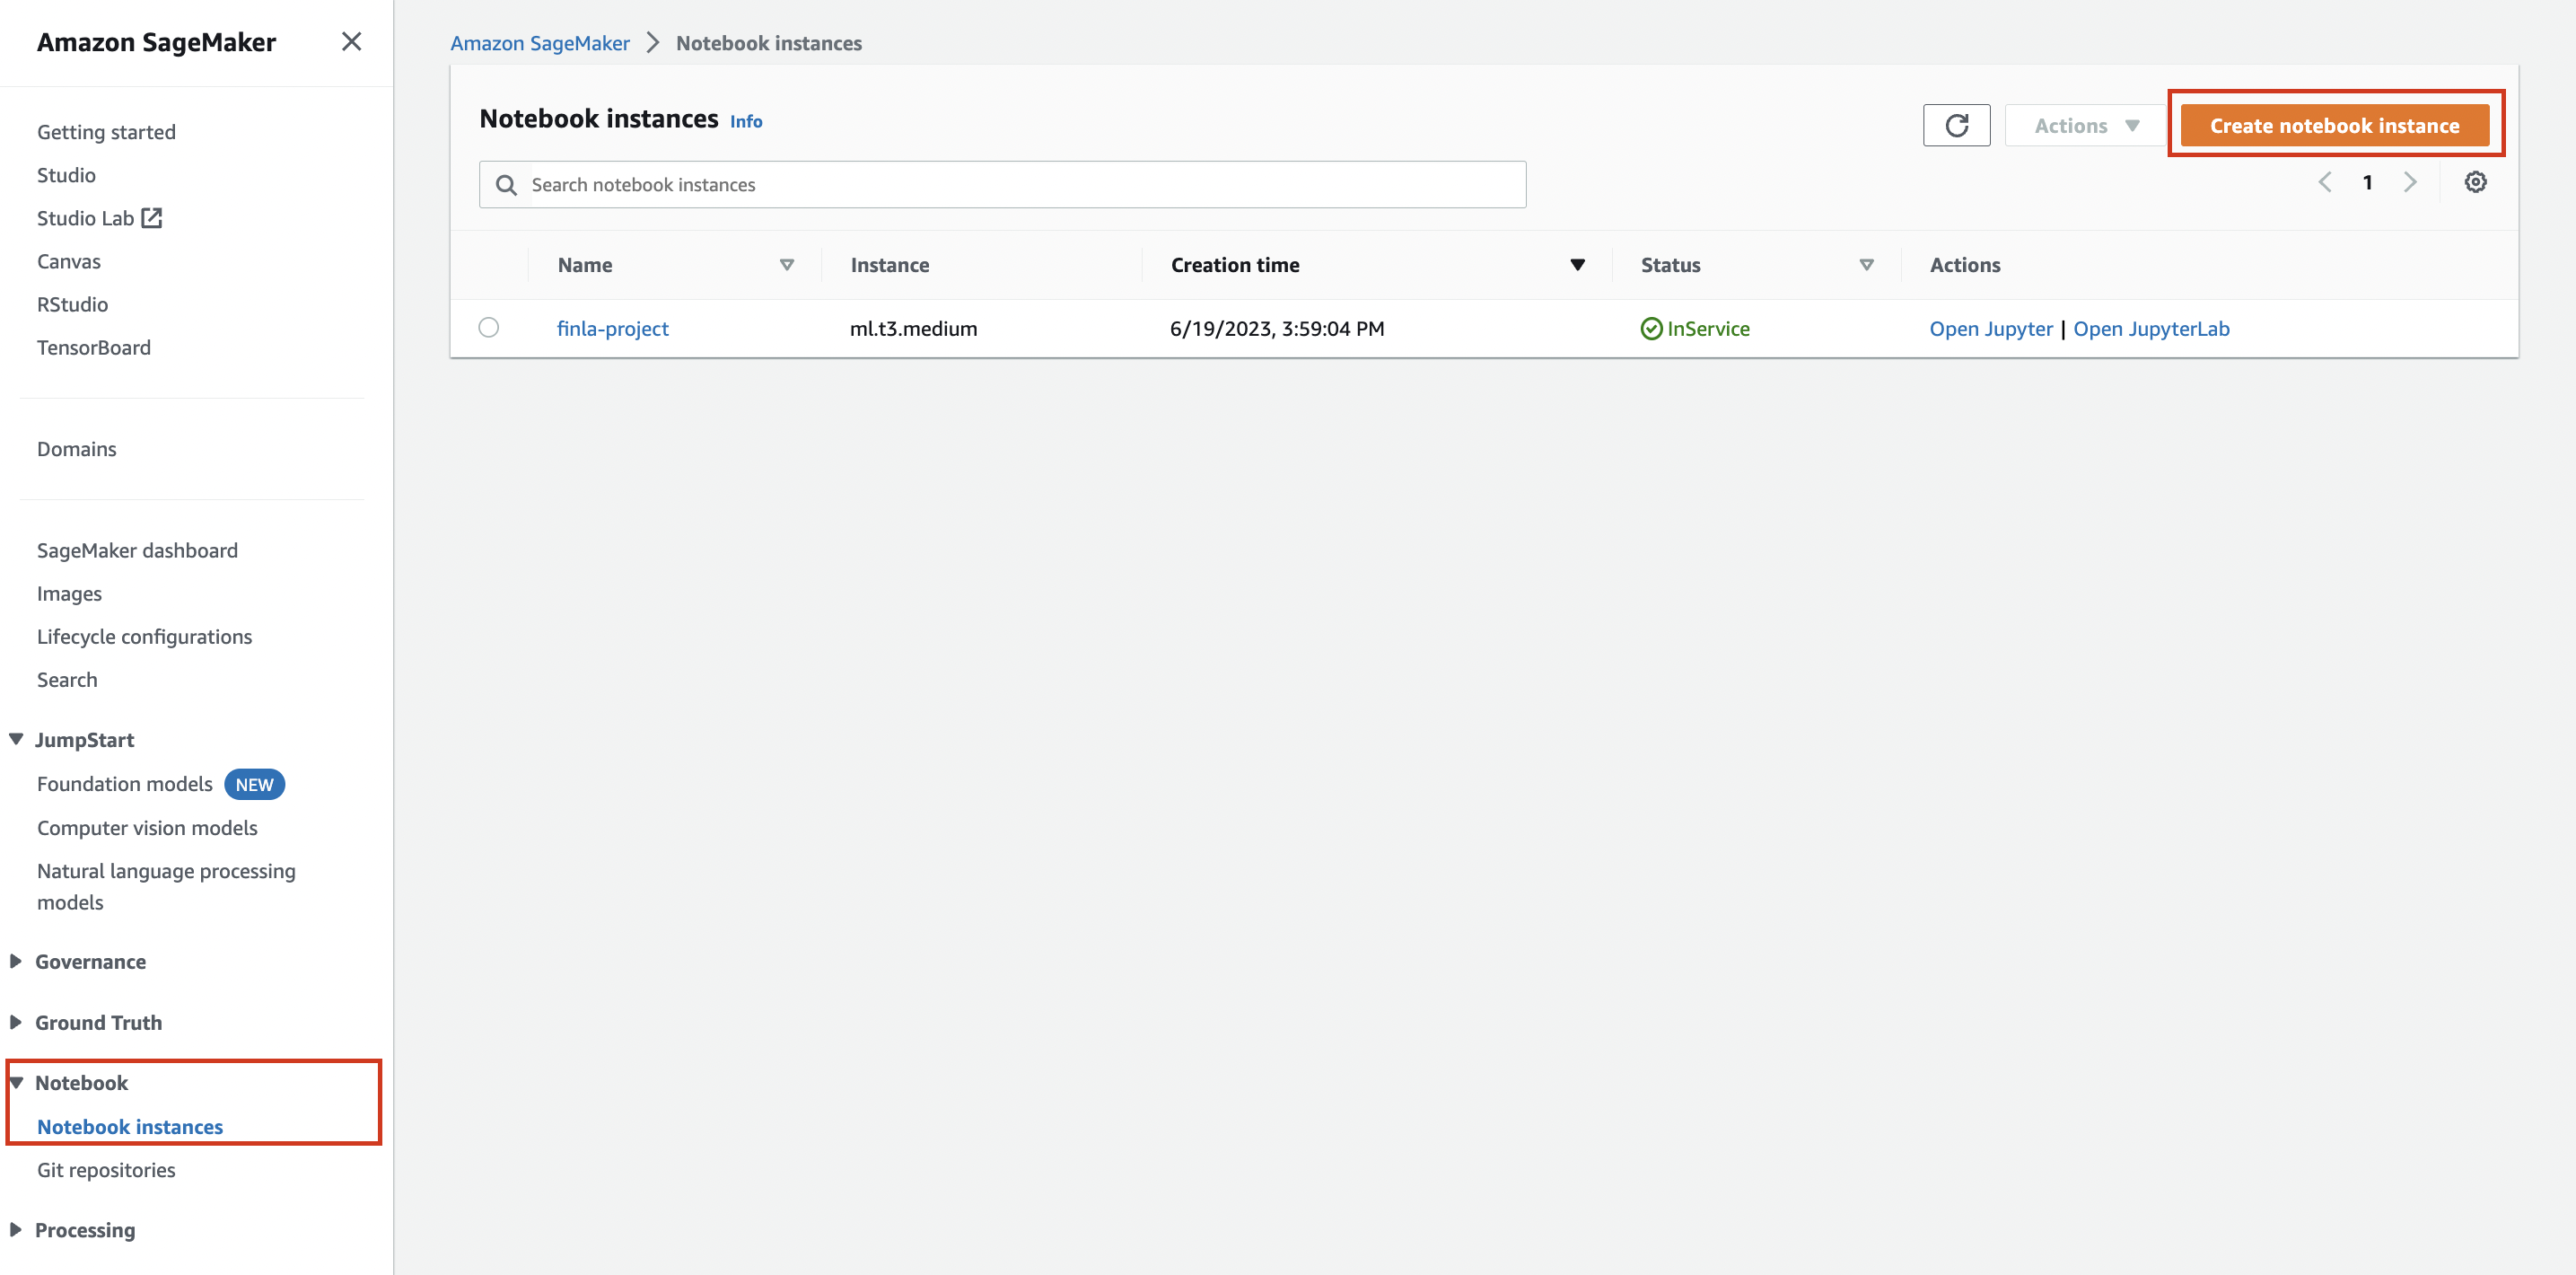 Amazon SageMaker
Getting started
Studio
Studio Lab
Canvas
RStudio
TensorBoard
Domains
SageMaker dashboard
Images
Lifecycle configurations
Search
JumpStart
Foundation models NEW
Computer vision models
Natural language processing
models
Governance
Ground Truth
Notebook
Notebook instances
Git repositories
Processing
Amazon SageMaker > Notebook instances
Notebook instances Info
Actions
Create notebook instance
Search notebook instances
1
Name Instance Creation time Status Actions
finla-project ml.t3.medium 6/19/2023, 3:59:04 PM InService Open Jupyter | Open JupyterLab